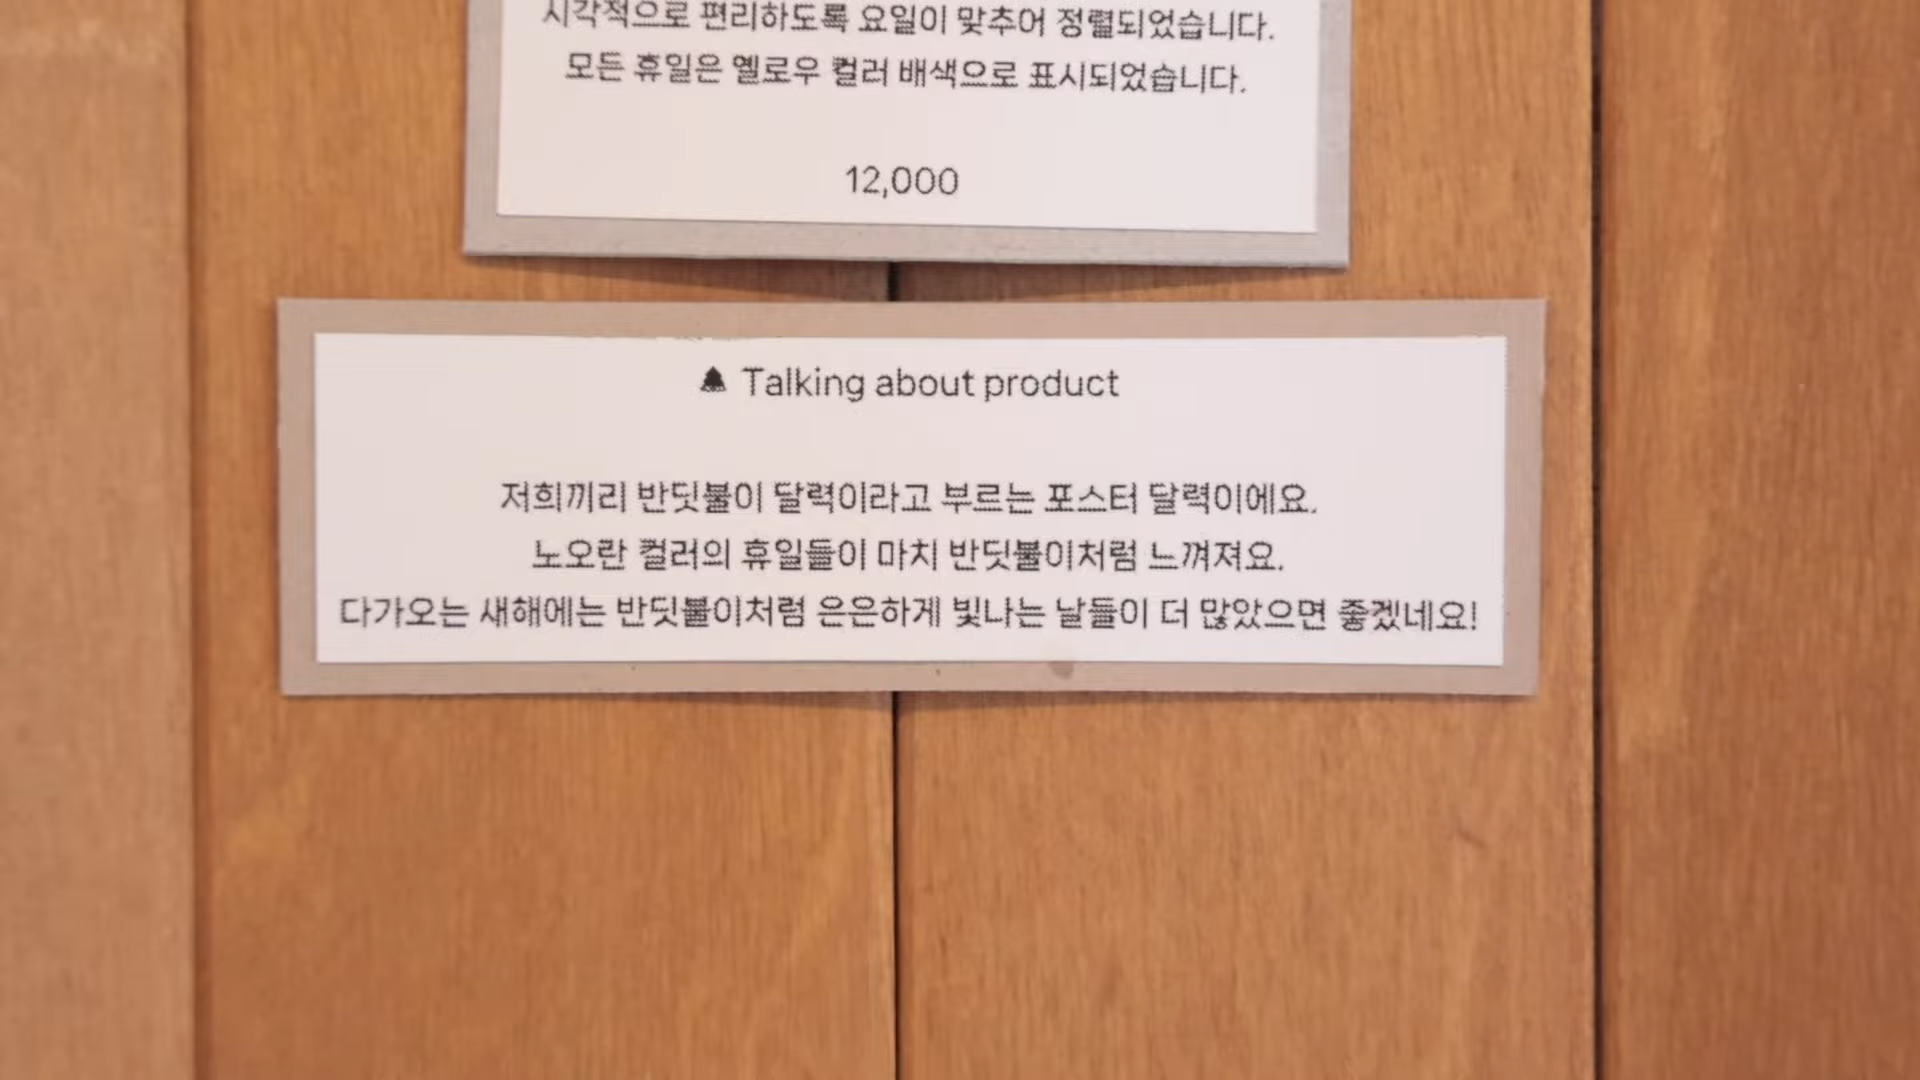 시각적으로 편리하도록 요일이 맞추어 정렬되었습니다.
모든 휴일은 옐로우 컬러 배색으로 표시되었습니다.
12,000
Talking about product
저희끼리 반딧불이 달력이라고 부르는 포스터 달력이에요.
노오란 컬러의 휴일들이 마치 반딧불이처럼 느껴져요.
다가오는 새해에는 반딧불이처럼 은은하게 빛나는 날들이 더 많았으면 좋겠네요!